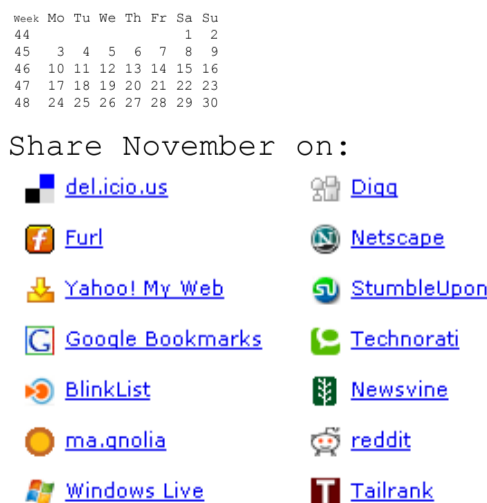 Week Mo Tu We Th Fr Sa Su
44 1 2
45 3 4 5 6 7 8 9
46 10 11 12 13 14 15 16
47 17 18 19 20 21 22 23
48 24 25 26 27 28 29 30
Share November on:
del.icio.us Digg
Furl Netscape
Yahoo! My Web StumbleUpon
Google Bookmarks Technorati
BlinkList Newsvine
ma.gnolia reddit
Windows Live Tailrank